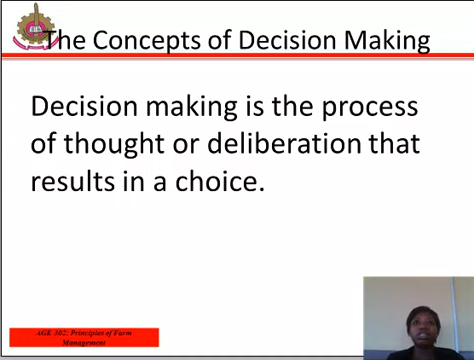 The Concepts of Decision Making
Decision making is the process
of thought or deliberation that
results in a choice.
AGE 302: Principles of Farm
Management